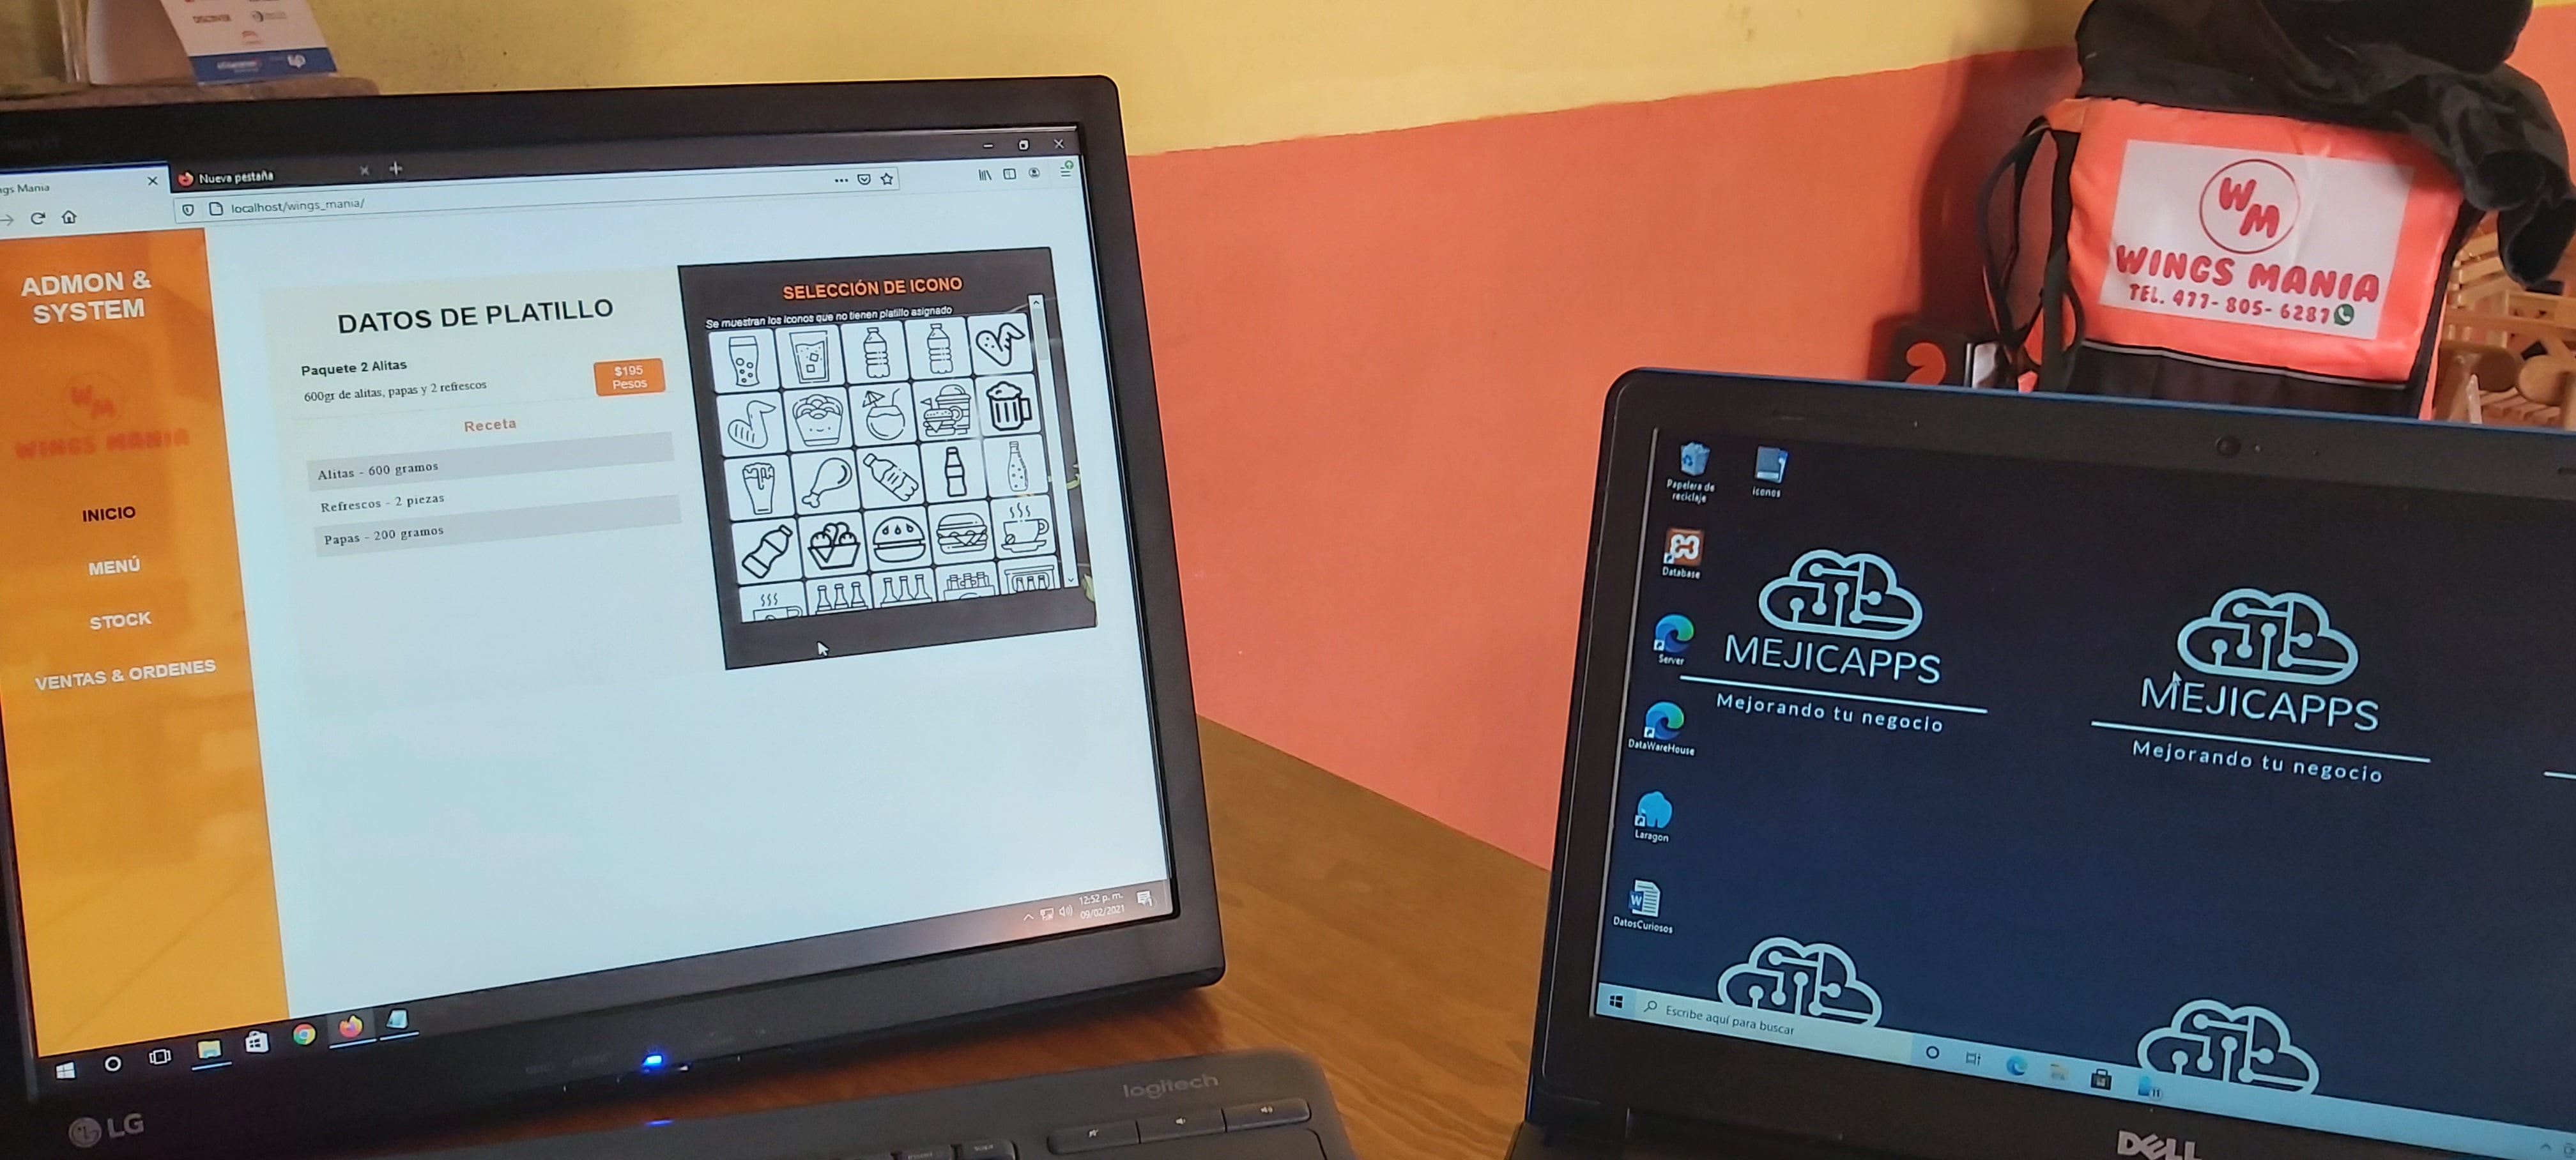 DISCOVER
ngs Mania
Nueva pestaña
localhost/wings_mania/
ADMON &
SYSTEM
WM
WINGS MANIA
INICIO
MENÚ
STOCK
VENTAS & ORDENES
DATOS DE PLATILLO
Paquete 2 Alitas
600gr de alitas, papas y 2 refrescos
$195
Pesos
Receta
Alitas - 600 gramos
Refrescos - 2 piezas
Papas - 200 gramos
SELECCIÓN DE ICONO
Se muestran los iconos que no tienen platillo asignado
12:52 p. m.
09/02/2021
LG
logitech
WM
WINGS MANIA
TEL. 477-805-6287
Papelera de
reciclaje
iconos
Database
Server
DataWareHouse
Laragon
DatosCuriosos
MEJICAPPS
Mejorando tu negocio
MEJICAPPS
Mejorando tu negocio
Escribe aquí para buscar
DELL